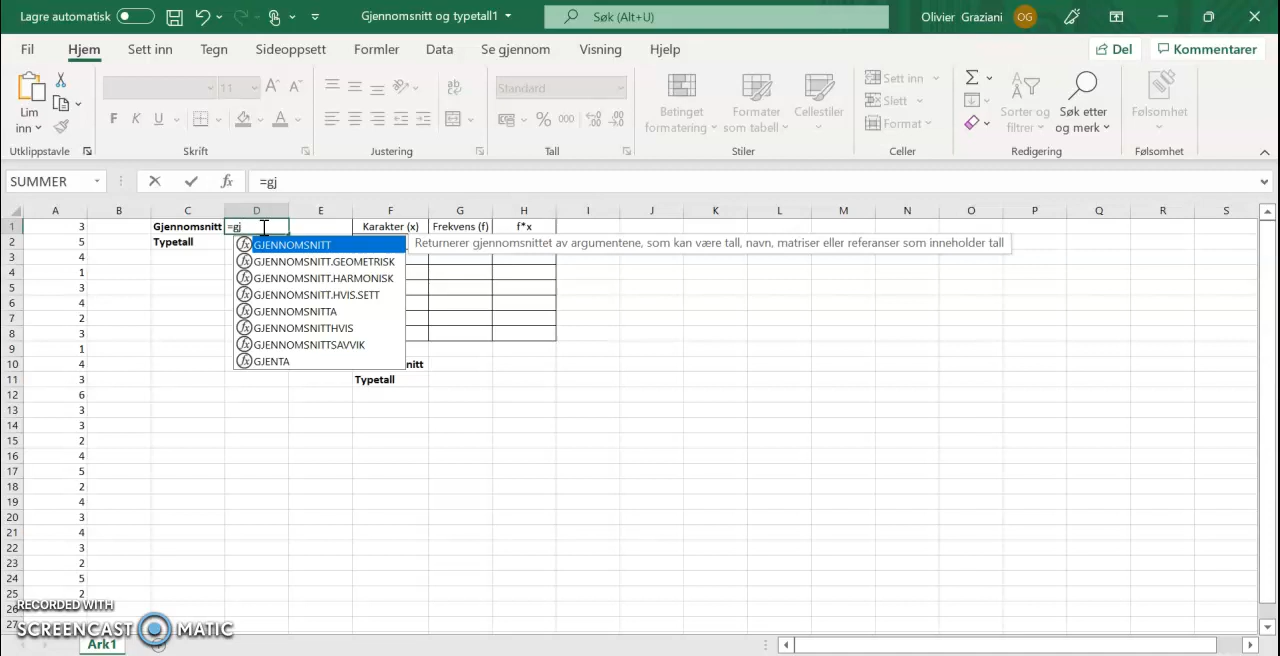 Lagre automatisk
Gjennomsnitt og typetall1
Søk (Alt+U)
Olivier Graziani OG
Fil Hjem Sett inn Tegn Sideoppsett Formler Data Se gjennom Visning Hjelp Del Kommentarer
Lim inn
11
F K U A
ab
Standard
% 000
Betinget formatering
Formater som tabell
Cellestiler
Sett inn
Slett
Format
Sorter og filtrer
Søk etter og merk
Følsomhet
Utklippstavle Skrift Justering Tall Stiler Celler Redigering Følsomhet
SUMMER fx =gj
A B C D E F G H I J K L M N O P Q R S
1 3 Gjennomsnitt =gj Karakter (x) Frekvens (f) f*x
2 5 Typetall
GJENNOMSNITT Returnerer gjennomsnittet av argumentene, som kan være tall, navn, matriser eller referanser som inneholder tall
3 4 GJENNOMSNITT.GEOMETRISK
4 1 GJENNOMSNITT.HARMONISK
5 3 GJENNOMSNITT.HVIS.SETT
6 4 GJENNOMSNITTA
7 2 GJENNOMSNITTHVIS
8 3 GJENNOMSNITTSAVVIK
9 1 GJENTA
10 4 nitt
11 3 Typetall
12 6
13 3
14 3
15 2
16 4
17 5
18 2
19 4
20 3
21 4
22 3
23 2
24 5
25 2
26
27
RECORDED WITH
SCREENCAST MATIC
Ark1